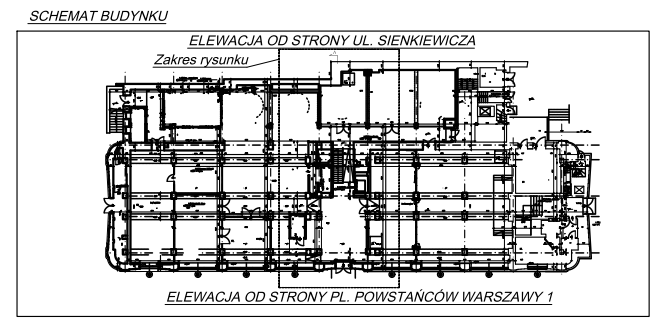 SCHEMAT BUDYNKU
ELEWACJA OD STRONY UL. SIENKIEWICZA
Zakres rysunku
ELEWACJA OD STRONY PL. POWSTAŃCÓW WARSZAWY 1